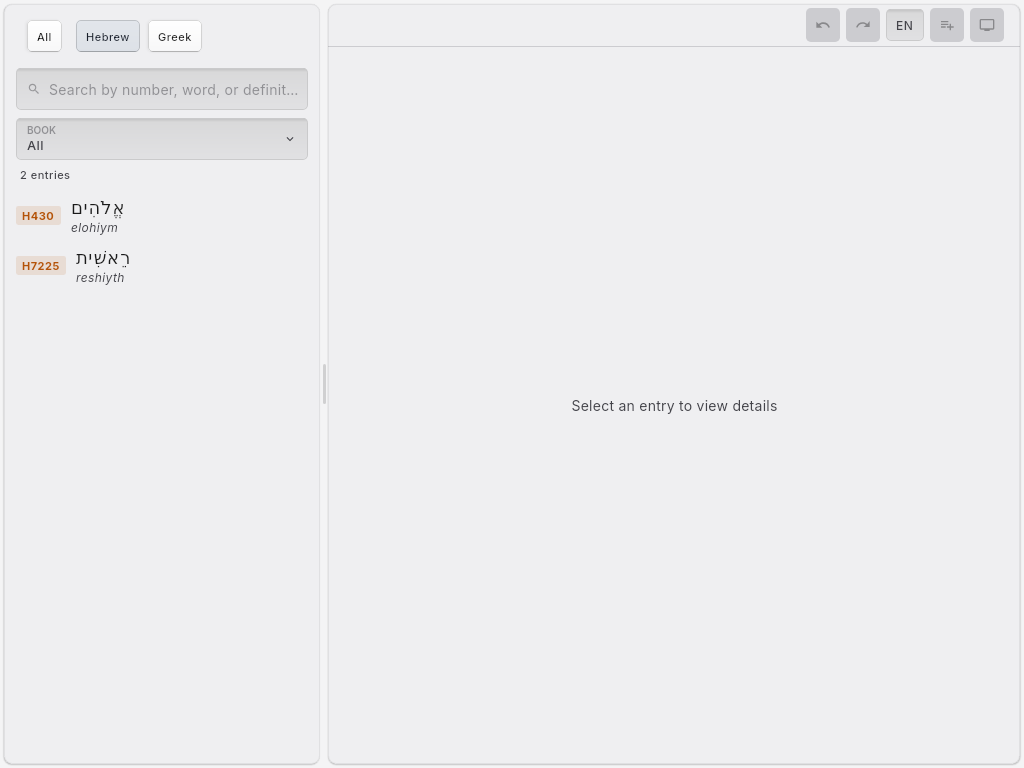 All
Hebrew
Greek
EN
Search by number, word, or definit...
BOOK
All
2 entries
H430
אֱלֹהִים
elohiym
H7225
רֵאשִׁית
reshiyth
Select an entry to view details